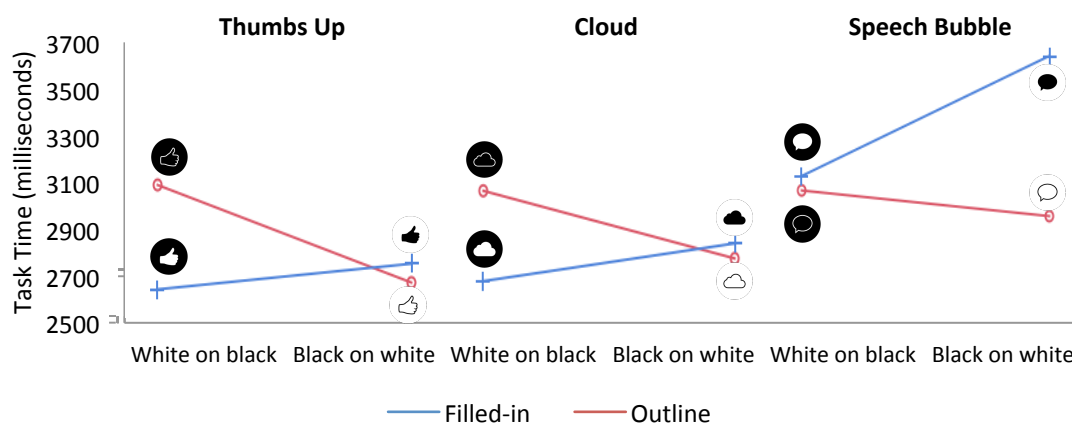 Thumbs Up Cloud Speech Bubble
Task Time (milliseconds)
3700
3500
3300
3100
2900
2700
2500
White on black Black on white White on black Black on white White on black Black on white
Filled-in Outline